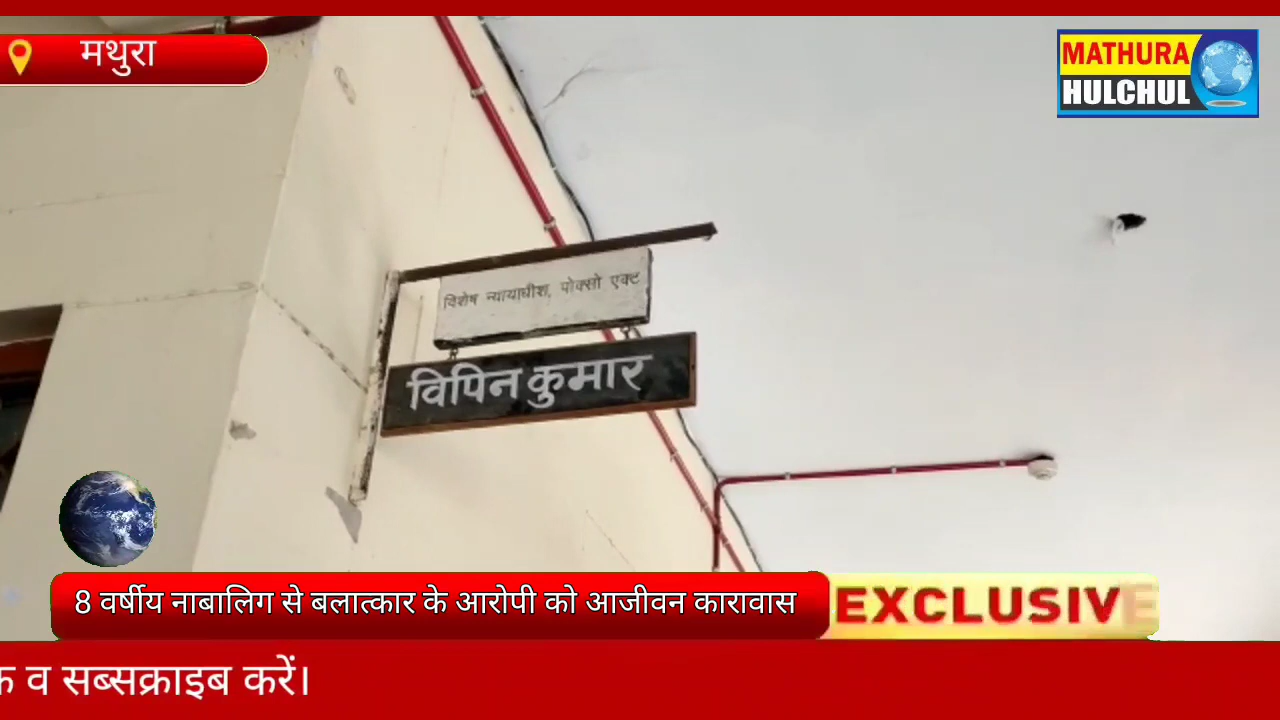 मथुरा
MATHURA
HULCHUL
विशेष न्यायाधीश, पोक्सो एक्ट
विपिन कुमार
8 वर्षीय नाबालिग से बलात्कार के आरोपी को आजीवन कारावास
EXCLUSIVE
व सब्सक्राइब करें।